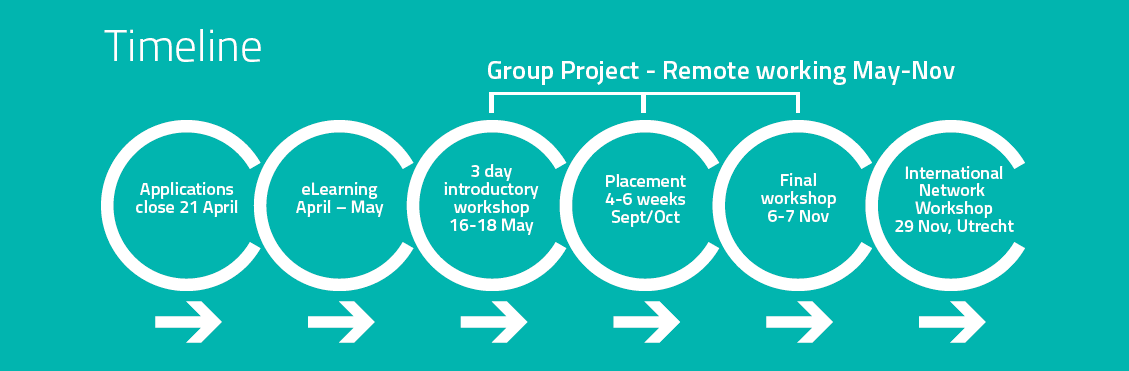 Timeline
Group Project - Remote working May-Nov
Applications
close 21 April
eLearning
April – May
3 day
introductory
workshop
16-18 May
Placement
4-6 weeks
Sept/Oct
Final
workshop
6-7 Nov
International
Network
Workshop
29 Nov, Utrecht